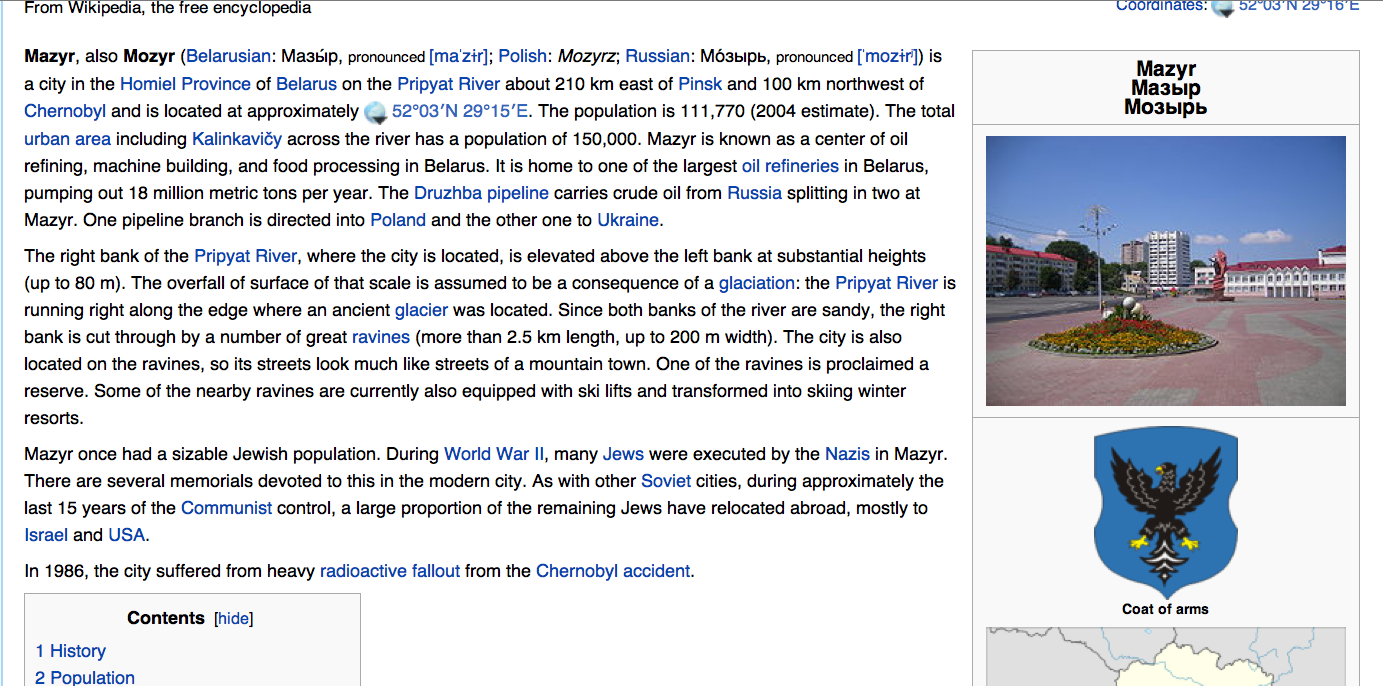 From Wikipedia, the free encyclopedia
Coordinates: 52°03′N 29°16′E
Mazyr, also Mozyr (Belarusian: Мазы́р, pronounced [maˈzɨr]; Polish: Mozyrz; Russian: Мо́зырь, pronounced [ˈmozɨrʲ]) is
a city in the Homiel Province of Belarus on the Pripyat River about 210 km east of Pinsk and 100 km northwest of
Chernobyl and is located at approximately 52°03′N 29°15′E. The population is 111,770 (2004 estimate). The total
urban area including Kalinkavičy across the river has a population of 150,000. Mazyr is known as a center of oil
refining, machine building, and food processing in Belarus. It is home to one of the largest oil refineries in Belarus,
pumping out 18 million metric tons per year. The Druzhba pipeline carries crude oil from Russia splitting in two at
Mazyr. One pipeline branch is directed into Poland and the other one to Ukraine.
The right bank of the Pripyat River, where the city is located, is elevated above the left bank at substantial heights
(up to 80 m). The overfall of surface of that scale is assumed to be a consequence of a glaciation: the Pripyat River is
running right along the edge where an ancient glacier was located. Since both banks of the river are sandy, the right
bank is cut through by a number of great ravines (more than 2.5 km length, up to 200 m width). The city is also
located on the ravines, so its streets look much like streets of a mountain town. One of the ravines is proclaimed a
reserve. Some of the nearby ravines are currently also equipped with ski lifts and transformed into skiing winter
resorts.
Mazyr once had a sizable Jewish population. During World War II, many Jews were executed by the Nazis in Mazyr.
There are several memorials devoted to this in the modern city. As with other Soviet cities, during approximately the
last 15 years of the Communist control, a large proportion of the remaining Jews have relocated abroad, mostly to
Israel and USA.
In 1986, the city suffered from heavy radioactive fallout from the Chernobyl accident.
Contents [hide]
1 History
2 Population
Mazyr
Мазыр
Мозырь
Coat of arms